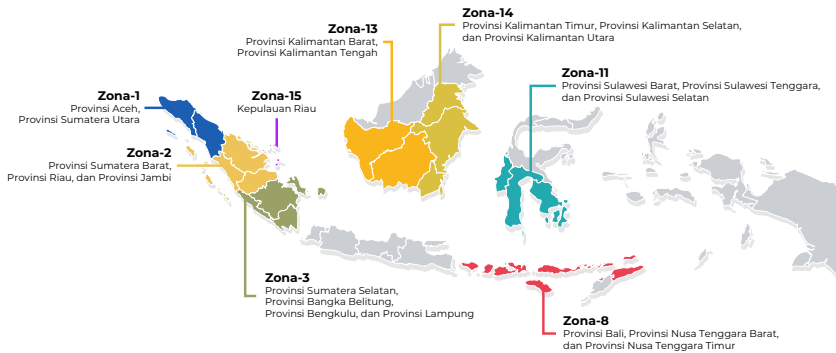 Zona-14
Provinsi Kalimantan Timur, Provinsi Kalimantan Selatan,
dan Provinsi Kalimantan Utara
Zona-13
Provinsi Kalimantan Barat,
Provinsi Kalimantan Tengah
Zona-11
Provinsi Sulawesi Barat, Provinsi Sulawesi Tenggara,
dan Provinsi Sulawesi Selatan
Zona-1
Provinsi Aceh,
Provinsi Sumatera Utara
Zona-15
Kepulauan Riau
Zona-2
Provinsi Sumatera Barat,
Provinsi Riau, dan Provinsi Jambi
Zona-3
Provinsi Sumatera Selatan,
Provinsi Bangka Belitung,
Provinsi Bengkulu, dan Provinsi Lampung
Zona-8
Provinsi Bali, Provinsi Nusa Tenggara Barat,
dan Provinsi Nusa Tenggara Timur